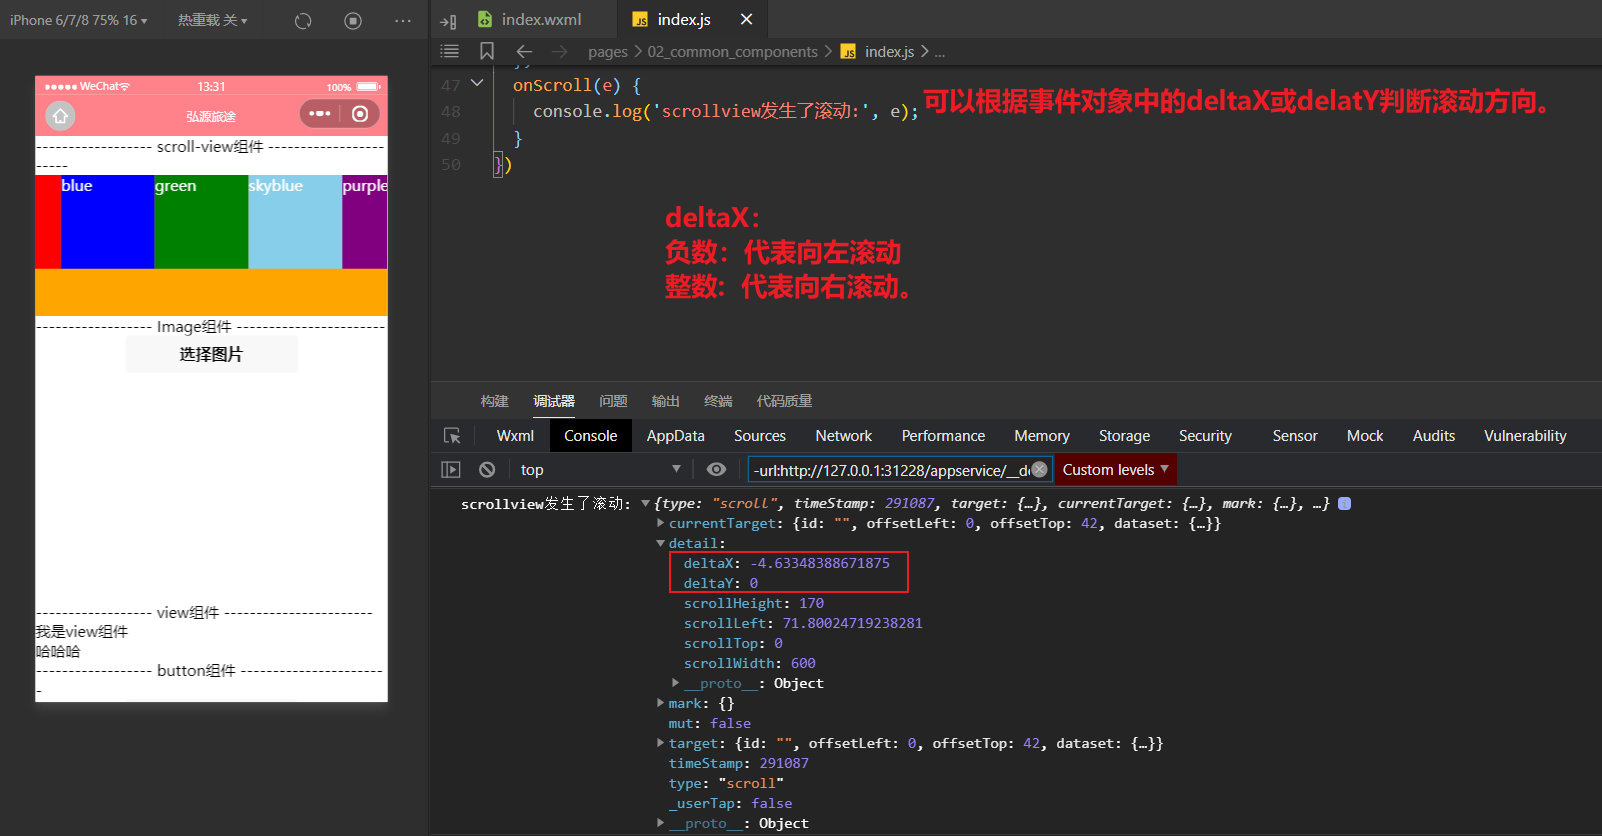 iPhone 6/7/8 75% 16
热重载 关
index.wxml
JS index.js
pages > 02_common_components > JS index.js > ...
WeChat 13:31 100%
弘源旅途
------------------ scroll-view组件 ------------------
-----
blue green skyblue purple
------------------ Image组件 -----------------------
选择图片
------------------ view组件 -----------------------
我是view组件
哈哈哈
------------------ button组件 -----------------------
-
47 onScroll(e) {
48 console.log('scrollview发生了滚动:', e);
49 }
50 })
可以根据事件对象中的deltaX或delatY判断滚动方向。
deltaX：
负数：代表向左滚动
整数：代表向右滚动。
构建 调试器 问题 输出 终端 代码质量
Wxml Console AppData Sources Network Performance Memory Storage Security Sensor Mock Audits Vulnerability
top -url:http://127.0.0.1:31228/appservice/__de Custom levels
scrollview发生了滚动: {type: "scroll", timeStamp: 291087, target: {…}, currentTarget: {…}, mark: {…}, …}
currentTarget: {id: "", offsetLeft: 0, offsetTop: 42, dataset: {…}}
detail:
deltaX: -4.63348388671875
deltaY: 0
scrollHeight: 170
scrollLeft: 71.80024719238281
scrollTop: 0
scrollWidth: 600
__proto__: Object
mark: {}
mut: false
target: {id: "", offsetLeft: 0, offsetTop: 42, dataset: {…}}
timeStamp: 291087
type: "scroll"
_userTap: false
__proto__: Object